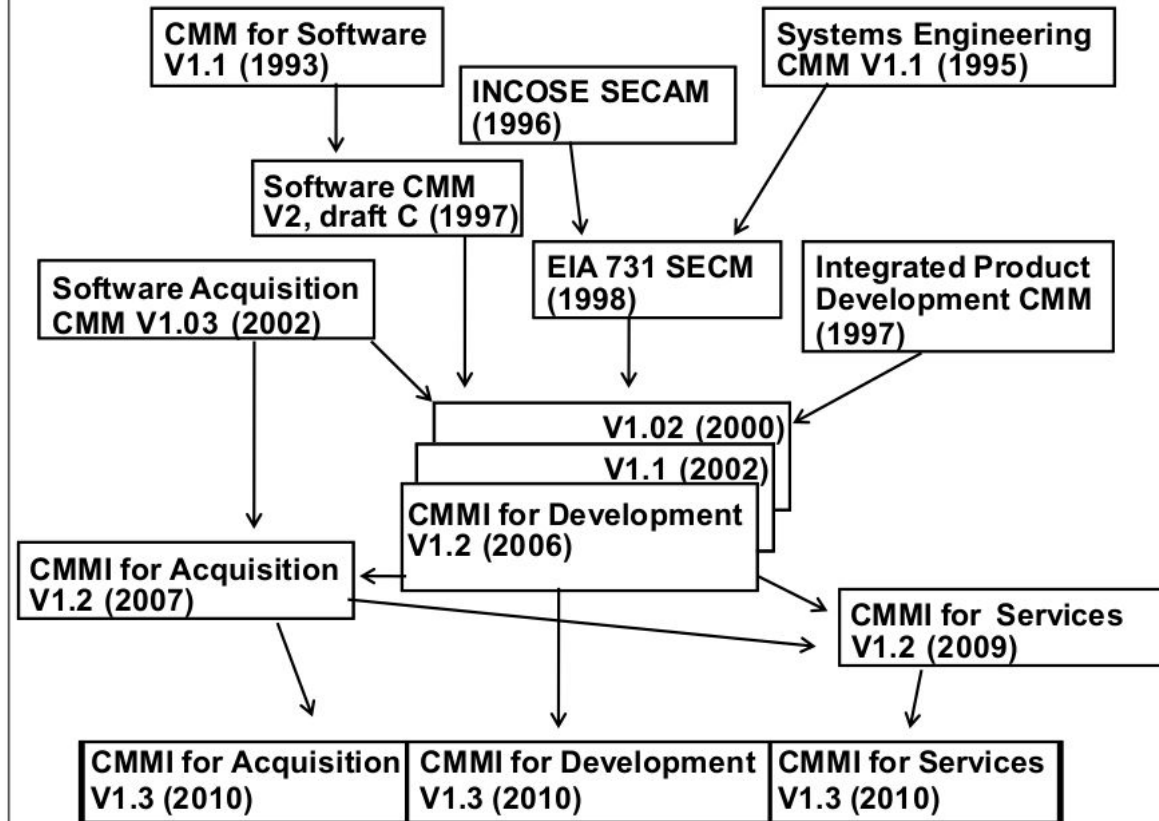 CMM for Software
V1.1 (1993)
Systems Engineering
CMM V1.1 (1995)
INCOSE SECAM
(1996)
Software CMM
V2, draft C (1997)
EIA 731 SECM
(1998)
Integrated Product
Development CMM
(1997)
Software Acquisition
CMM V1.03 (2002)
V1.02 (2000)
V1.1 (2002)
CMMI for Development
V1.2 (2006)
CMMI for Acquisition
V1.2 (2007)
CMMI for Services
V1.2 (2009)
CMMI for Acquisition
V1.3 (2010)
CMMI for Development
V1.3 (2010)
CMMI for Services
V1.3 (2010)